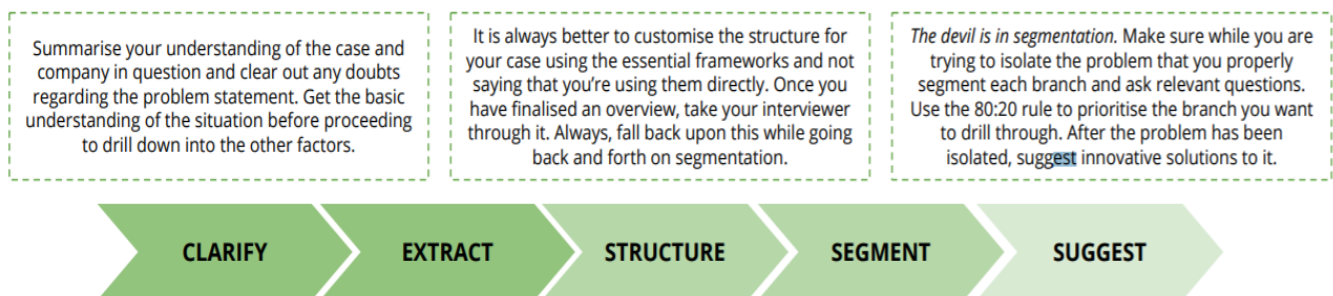 Summarise your understanding of the case and
company in question and clear out any doubts
regarding the problem statement. Get the basic
understanding of the situation before proceeding
to drill down into the other factors.
It is always better to customise the structure for
your case using the essential frameworks and not
saying that you're using them directly. Once you
have finalised an overview, take your interviewer
through it. Always, fall back upon this while going
back and forth on segmentation.
The devil is in segmentation. Make sure while you are
trying to isolate the problem that you properly
segment each branch and ask relevant questions.
Use the 80:20 rule to prioritise the branch you want
to drill through. After the problem has been
isolated, suggest innovative solutions to it.
CLARIFY
EXTRACT
STRUCTURE
SEGMENT
SUGGEST